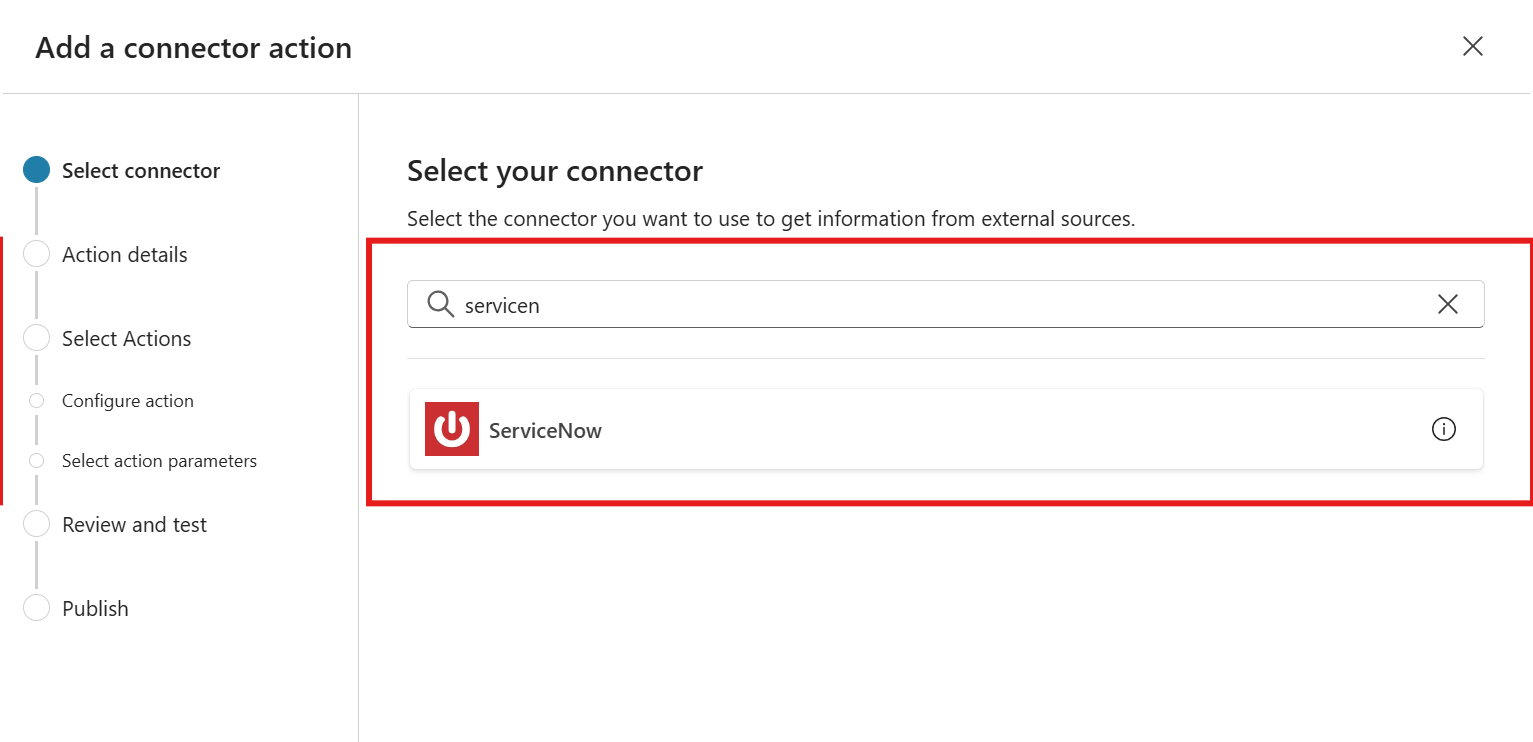 Add a connector action
Select connector
Action details
Select Actions
Configure action
Select action parameters
Review and test
Publish
Select your connector
Select the connector you want to use to get information from external sources.
servicen
ServiceNow